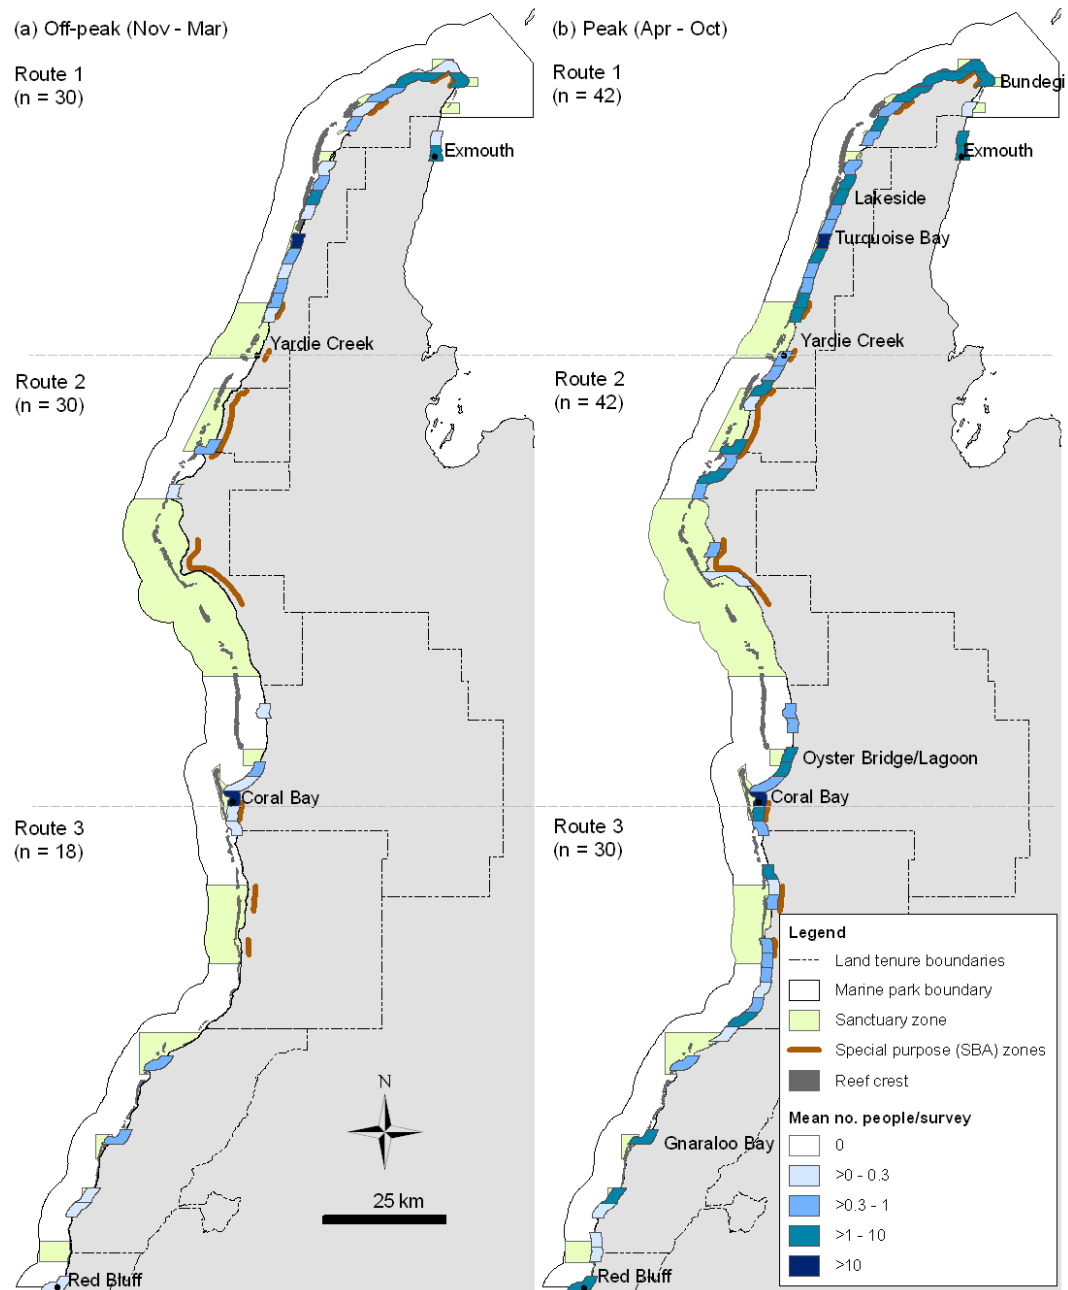 (a) Off-peak (Nov - Mar)
Route 1
(n = 30)
Exmouth
Yardie Creek
Route 2
(n = 30)
Coral Bay
Route 3
(n = 18)
N
25 km
Red Bluff
(b) Peak (Apr - Oct)
Route 1
(n = 42)
Bundegi
Exmouth
Lakeside
Turquoise Bay
Yardie Creek
Route 2
(n = 42)
Oyster Bridge/Lagoon
Coral Bay
Route 3
(n = 30)
Gnaraloo Bay
Red Bluff
Legend
Land tenure boundaries
Marine park boundary
Sanctuary zone
Special purpose (SBA) zones
Reef crest
Mean no. people/survey
0
>0 - 0.3
>0.3 - 1
>1 - 10
>10